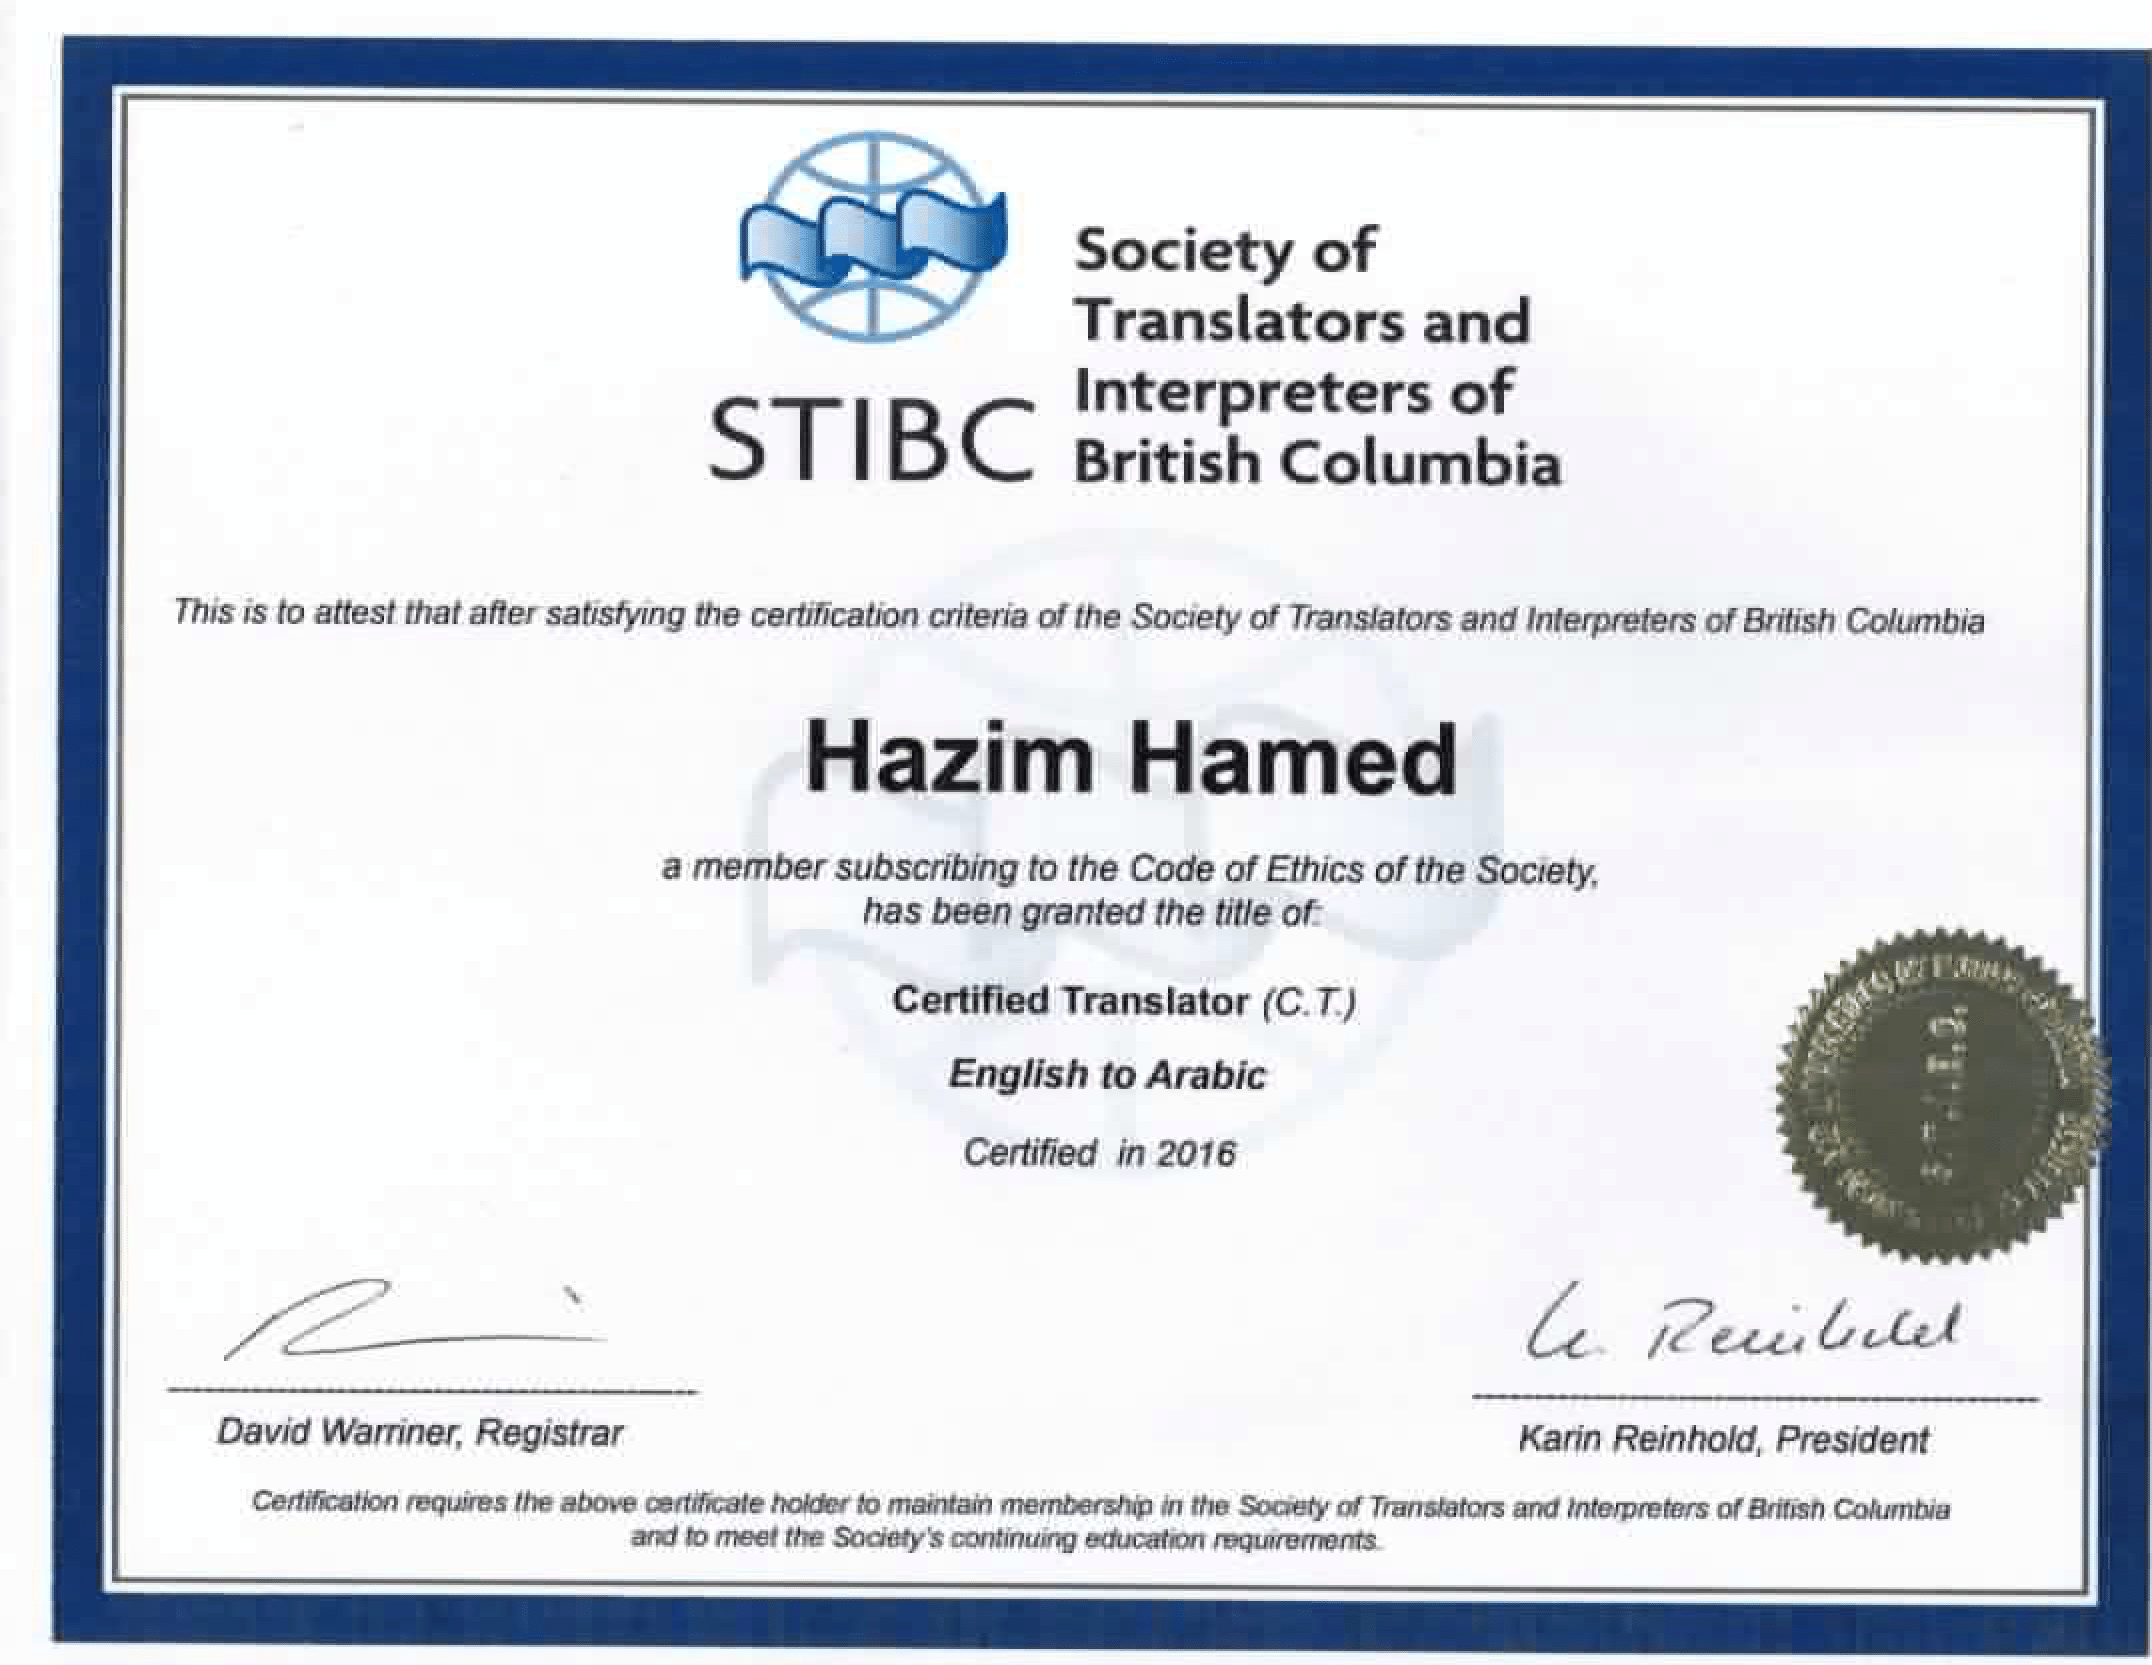 Society of
Translators and
Interpreters of
STIBC British Columbia
This is to attest that after satisfying the certification criteria of the Society of Translators and Interpreters of British Columbia
Hazim Hamed
a member subscribing to the Code of Ethics of the Society,
has been granted the title of:
Certified Translator (C.T.)
English to Arabic
Certified in 2016
K. Reinhold
David Warriner, Registrar
Karin Reinhold, President
Certification requires the above certificate holder to maintain membership in the Society of Translators and Interpreters of British Columbia
and to meet the Society's continuing education requirements.